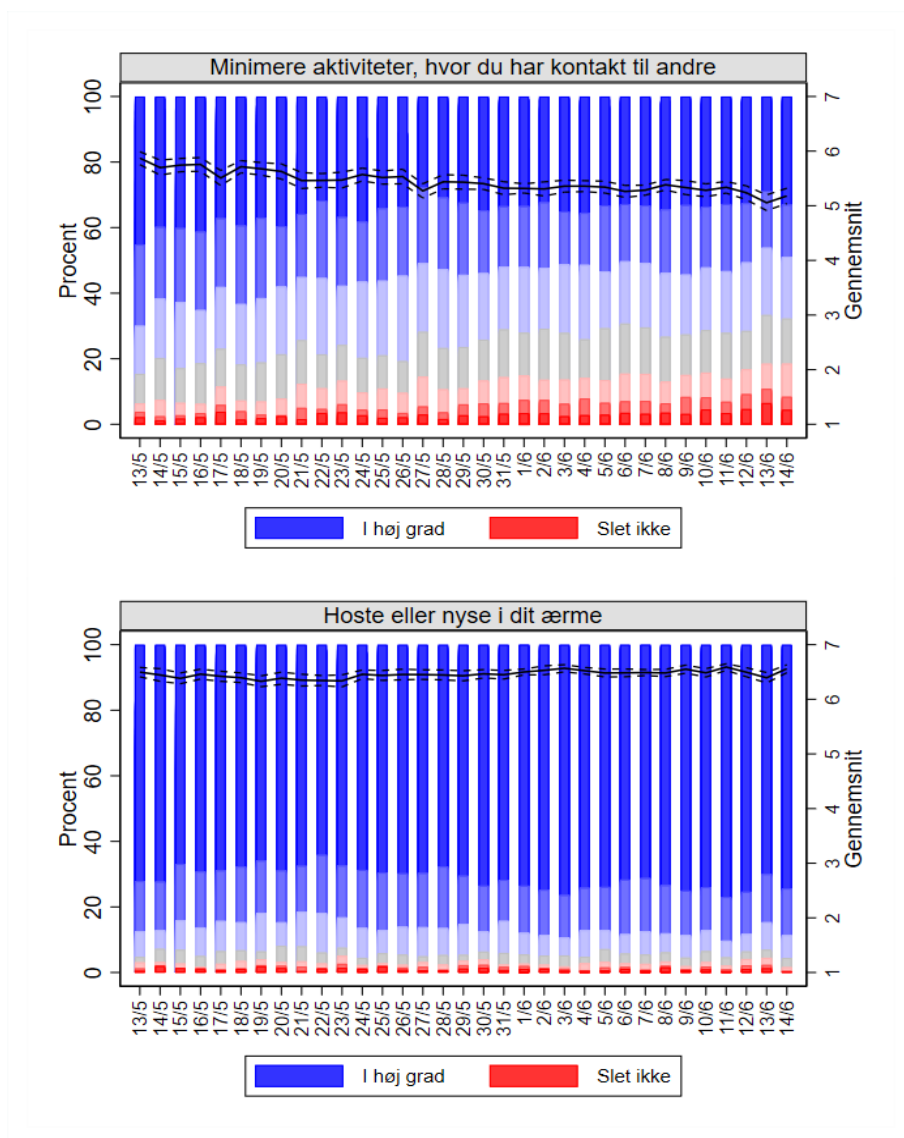 Minimere aktiviteter, hvor du har kontakt til andre
Procent
100
80
60
40
20
0
7
6
5
4
3
2
1
Gennemsnit
13/5 14/5 15/5 16/5 17/5 18/5 19/5 20/5 21/5 22/5 23/5 24/5 25/5 26/5 27/5 28/5 29/5 30/5 31/5 1/6 2/6 3/6 4/6 5/6 6/6 7/6 8/6 9/6 10/6 11/6 12/6 13/6 14/6
I høj grad Slet ikke
Hoste eller nyse i dit ærme
Procent
100
80
60
40
20
0
7
6
5
4
3
2
1
Gennemsnit
13/5 14/5 15/5 16/5 17/5 18/5 19/5 20/5 21/5 22/5 23/5 24/5 25/5 26/5 27/5 28/5 29/5 30/5 31/5 1/6 2/6 3/6 4/6 5/6 6/6 7/6 8/6 9/6 10/6 11/6 12/6 13/6 14/6
I høj grad Slet ikke